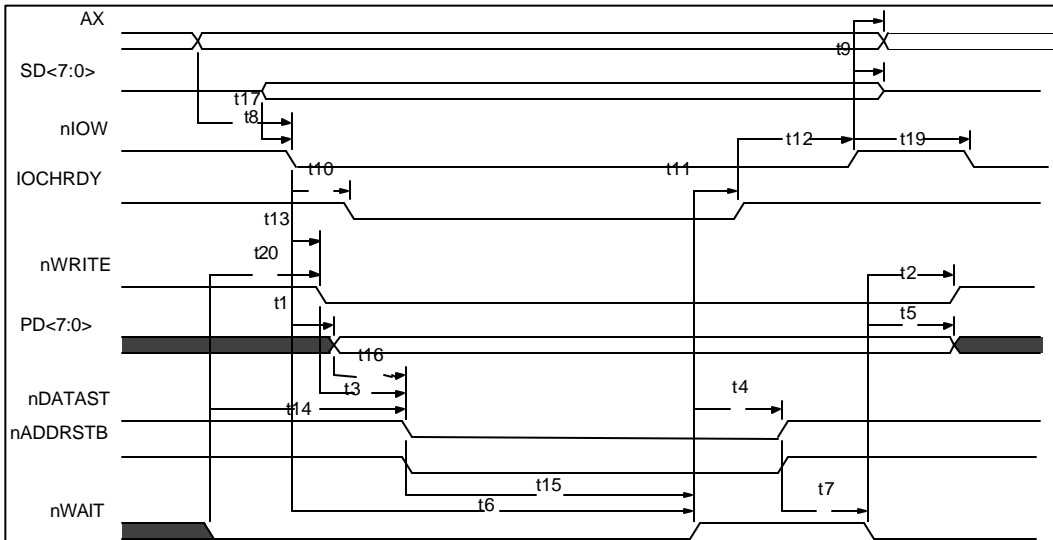 AX
t9
SD<7:0>
t17
t8
nIOW
t12
t19
IOCHRDY
t10
t11
t13
t20
nWRITE
t2
t1
PD<7:0>
t5
t16
t3
nDATAST
t4
t14
nADDRSTB
t15
t7
t6
nWAIT